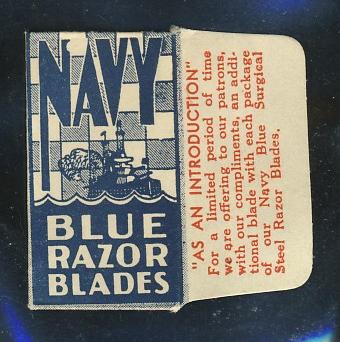 NAVY
BLUE
RAZOR
BLADES
"AS AN INTRODUCTION"
For a limited period of time
we are offering to our patrons,
with our compliments, an addi-
tional blade with each package
of our Navy Blue Surgical
Steel Razor Blades.